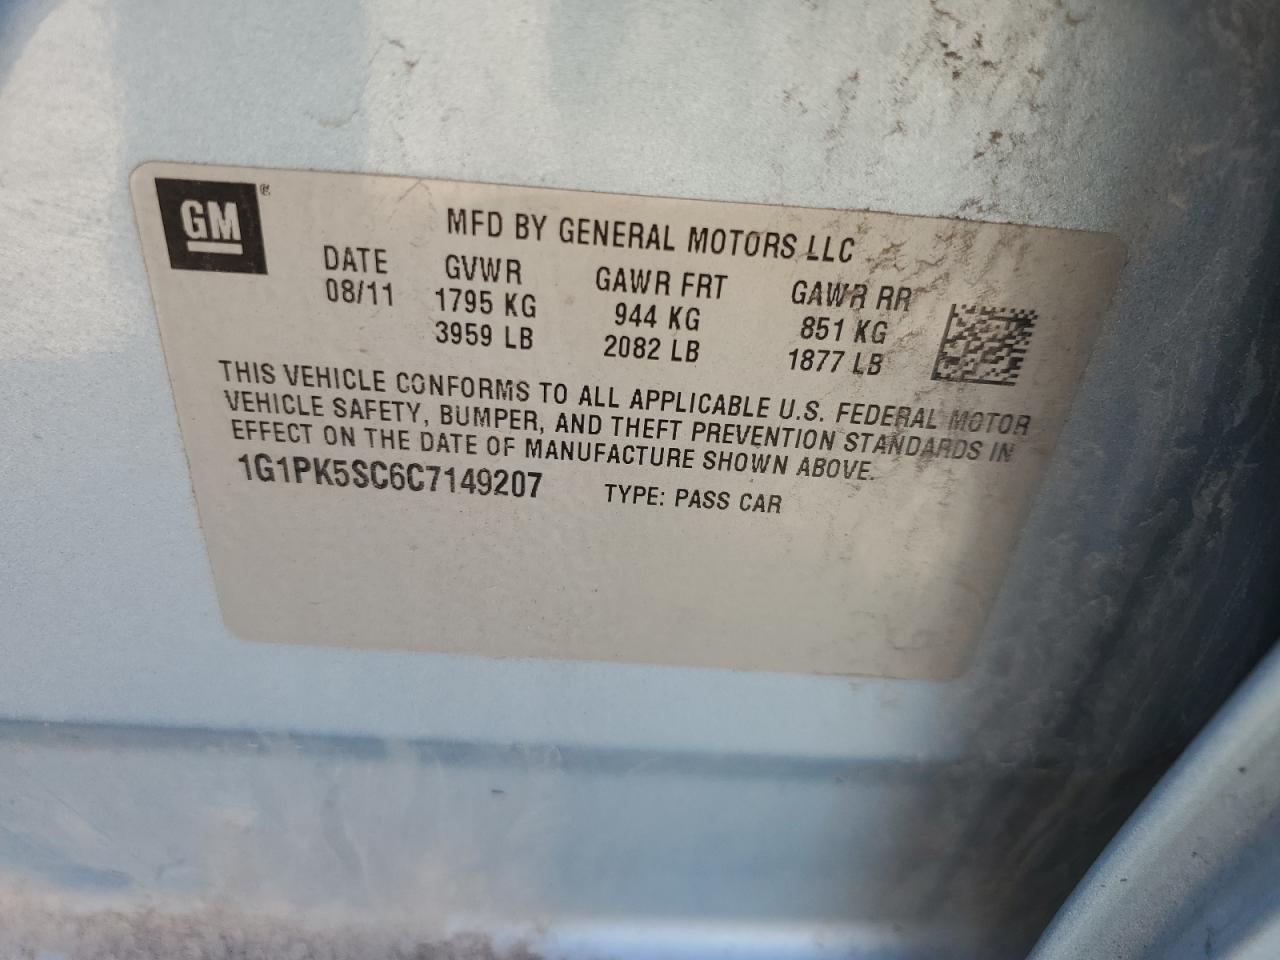 GM ®
MFD BY GENERAL MOTORS LLC
DATE GVWR GAWR FRT GAWR RR
08/11 1795 KG 944 KG 851 KG
3959 LB 2082 LB 1877 LB
THIS VEHICLE CONFORMS TO ALL APPLICABLE U.S. FEDERAL MOTOR
VEHICLE SAFETY, BUMPER, AND THEFT PREVENTION STANDARDS IN
EFFECT ON THE DATE OF MANUFACTURE SHOWN ABOVE.
1G1PK5SC6C7149207 TYPE: PASS CAR